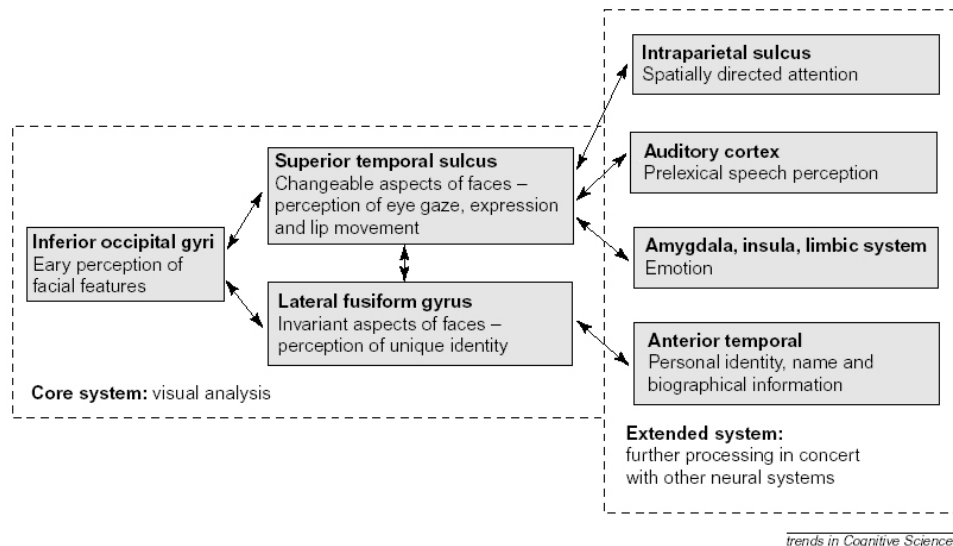 Intraparietal sulcus
Spatially directed attention
Superior temporal sulcus
Changeable aspects of faces –
perception of eye gaze, expression
and lip movement
Auditory cortex
Prelexical speech perception
Inferior occipital gyri
Eary perception of
facial features
Amygdala, insula, limbic system
Emotion
Lateral fusiform gyrus
Invariant aspects of faces –
perception of unique identity
Anterior temporal
Personal identity, name and
biographical information
Core system: visual analysis
Extended system:
further processing in concert
with other neural systems
trends in Cognitive Science